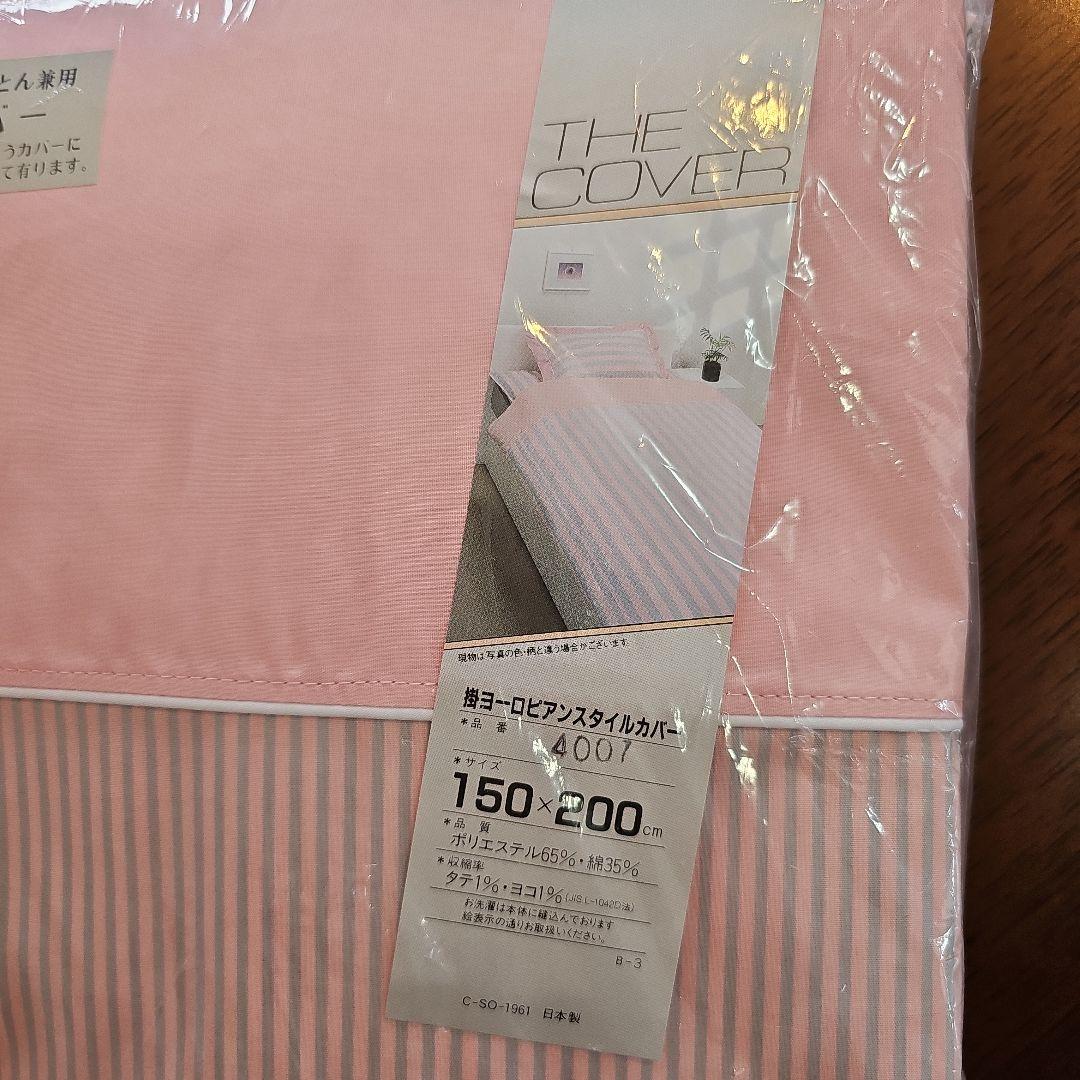 とん兼用
バー
うカバーに
て有ります。
THE
COVER
現物は写真の色・柄と違う場合がございます。
掛ヨーロピアンスタイルカバー
*品番 4007
*サイズ
150×200cm
*品質
ポリエステル65%・綿35%
*収縮率
タテ1%・ヨコ1%(JIS L-1042D法)
お洗濯は本体に縫込んでおります
絵表示の通りお取扱いください。
B-3
C-SO-1961 日本製